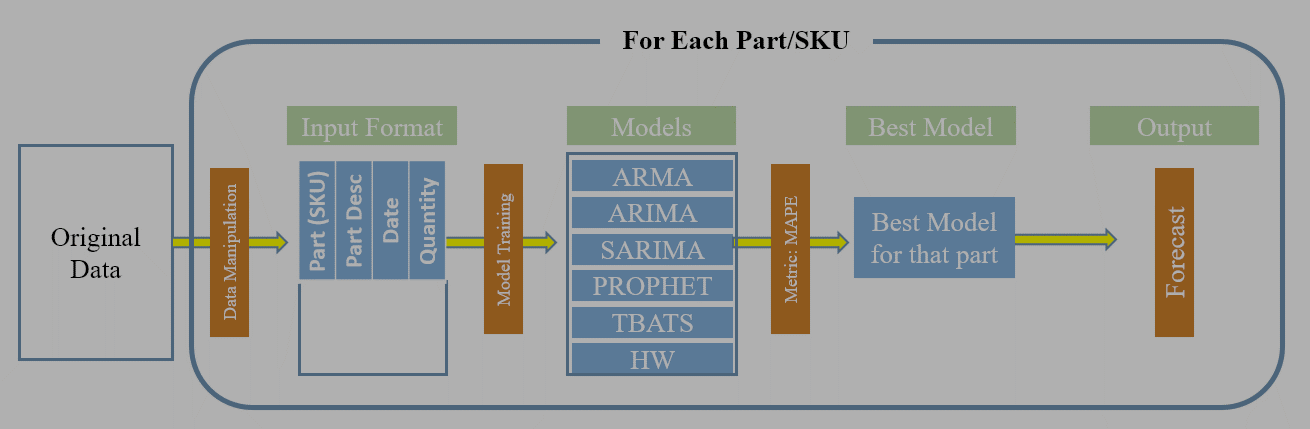 For Each Part/SKU
Input Format
Models
Best Model
Output
Original
Data
Data Manipulation
Part (SKU)
Part Desc
Date
Quantity
Model Training
ARMA
ARIMA
SARIMA
PROPHET
TBATS
HW
Metric: MAPE
Best Model
for that part
Forecast